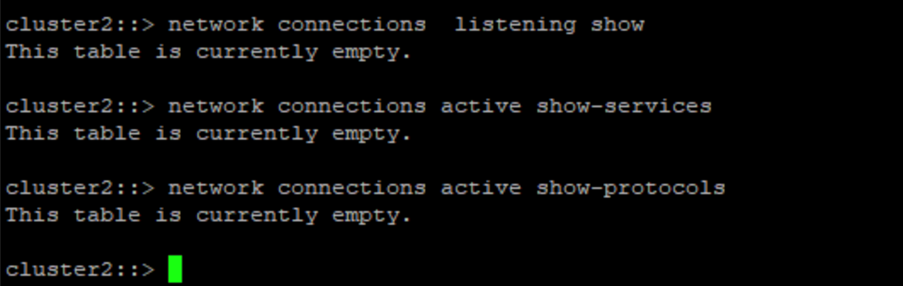 cluster2::> network connections  listening show
This table is currently empty.
cluster2::> network connections active show-services
This table is currently empty.
cluster2::> network connections active show-protocols
This table is currently empty.
cluster2::>